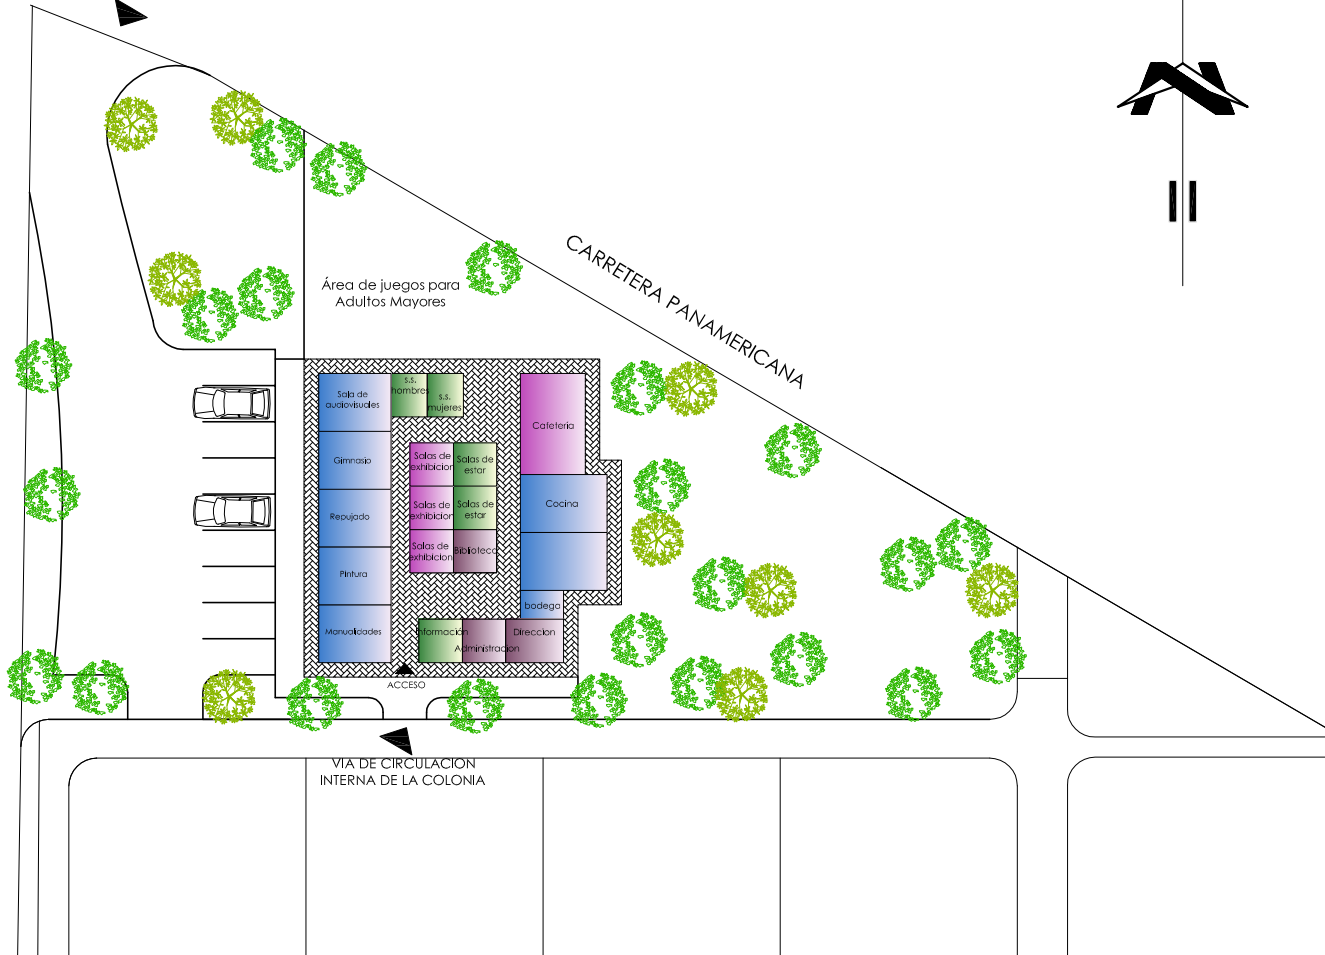 CARRETERA PANAMERICANA
Área de juegos para
Adultos Mayores
Sala de
audiovisuales
s.s.
hombres
s.s.
mujeres
Cafeteria
Gimnasio
Salas de
exhibicion
Salas de
estar
Repujado
Salas de
exhibicion
Salas de
estar
Cocina
Salas de
exhibicion
Biblioteca
Pintura
bodega
Manualidades
Información
Administracion
Direccion
ACCESO
VIA DE CIRCULACION
INTERNA DE LA COLONIA